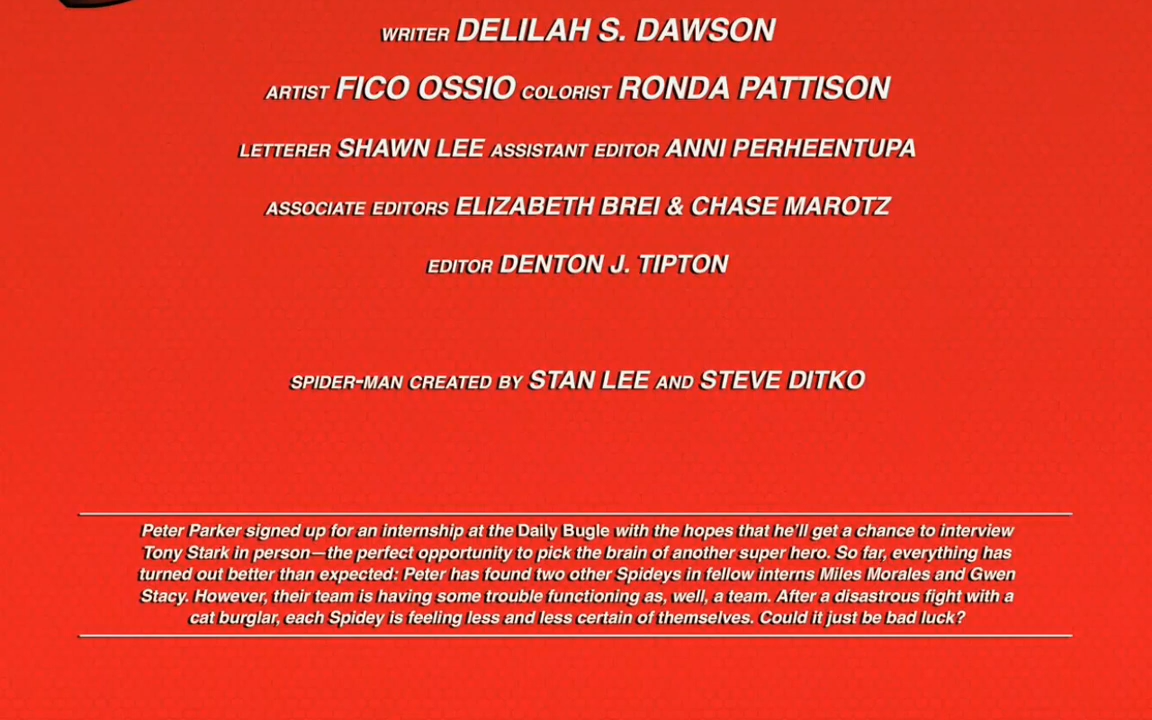 WRITER DELILAH S. DAWSON
ARTIST FICO OSSIO COLORIST RONDA PATTISON
LETTERER SHAWN LEE ASSISTANT EDITOR ANNI PERHEENTUPA
ASSOCIATE EDITORS ELIZABETH BREI & CHASE MAROTZ
EDITOR DENTON J. TIPTON
SPIDER-MAN CREATED BY STAN LEE AND STEVE DITKO
Peter Parker signed up for an internship at the Daily Bugle with the hopes that he'll get a chance to interview
Tony Stark in person—the perfect opportunity to pick the brain of another super hero. So far, everything has
turned out better than expected: Peter has found two other Spideys in fellow interns Miles Morales and Gwen
Stacy. However, their team is having some trouble functioning as, well, a team. After a disastrous fight with a
cat burglar, each Spidey is feeling less and less certain of themselves. Could it just be bad luck?